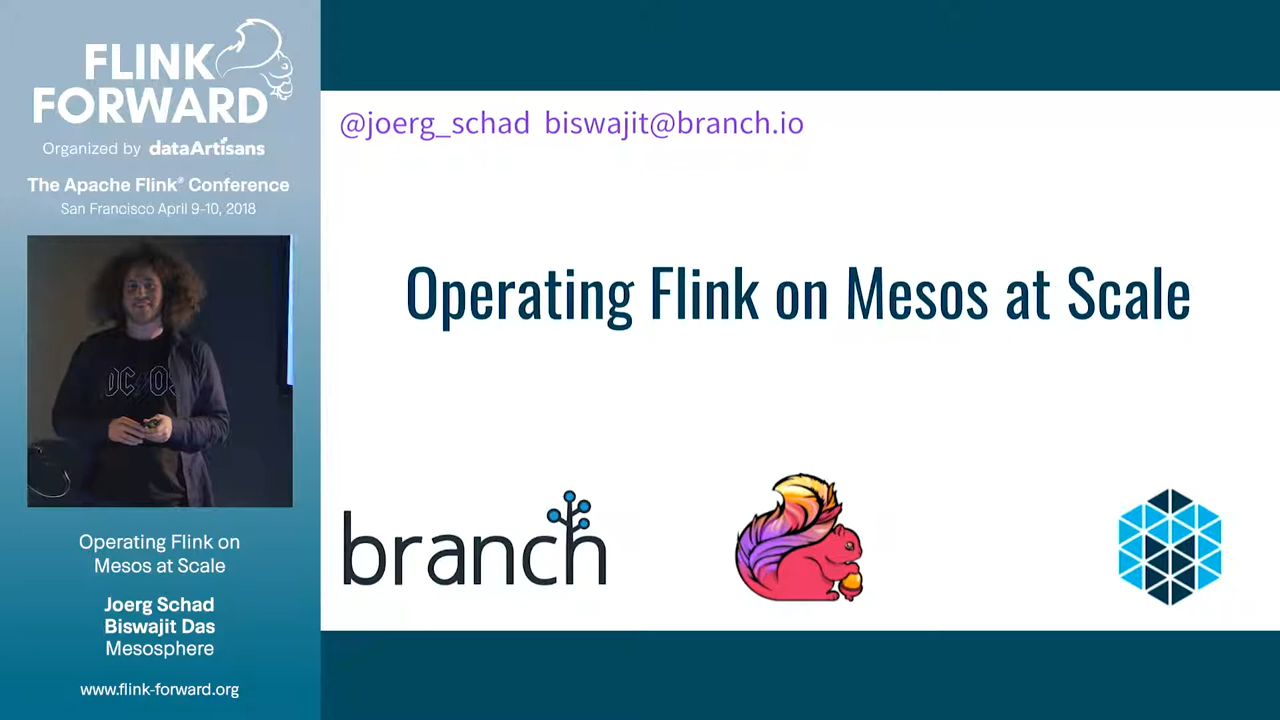 FLINK
FORWARD
Organized by dataArtisans
The Apache Flink® Conference
San Francisco April 9-10, 2018
DC/OS
Operating Flink on
Mesos at Scale
Joerg Schad
Biswajit Das
Mesosphere
www.flink-forward.org
@joerg_schad biswajit@branch.io
Operating Flink on Mesos at Scale
branch